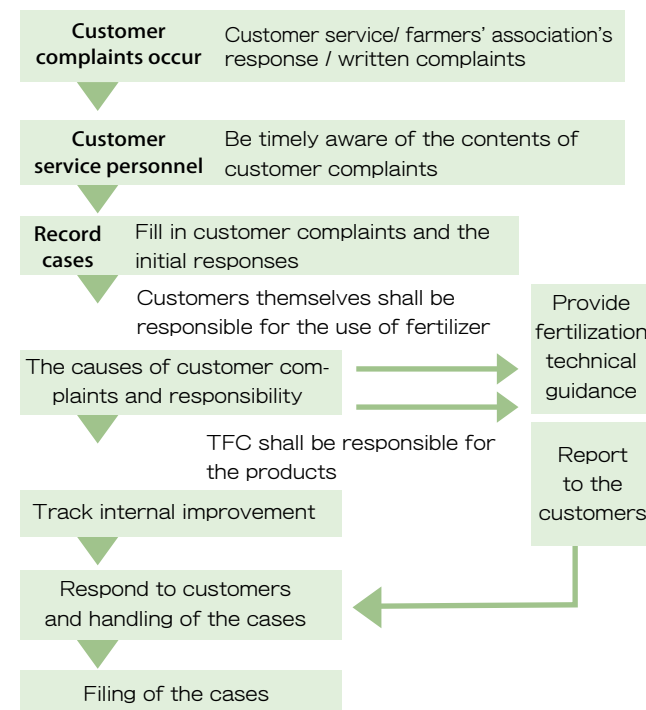 Customer
complaints occur
Customer service/ farmers’ association’s
response / written complaints
Customer
service personnel
Be timely aware of the contents of
customer complaints
Record
cases
Fill in customer complaints and the
initial responses
Customers themselves shall be
responsible for the use of fertilizer
Provide
fertilization
technical
guidance
The causes of customer com-
plaints and responsibility
TFC shall be responsible for
the products
Report
to the
customers
Track internal improvement
Respond to customers
and handling of the cases
Filing of the cases